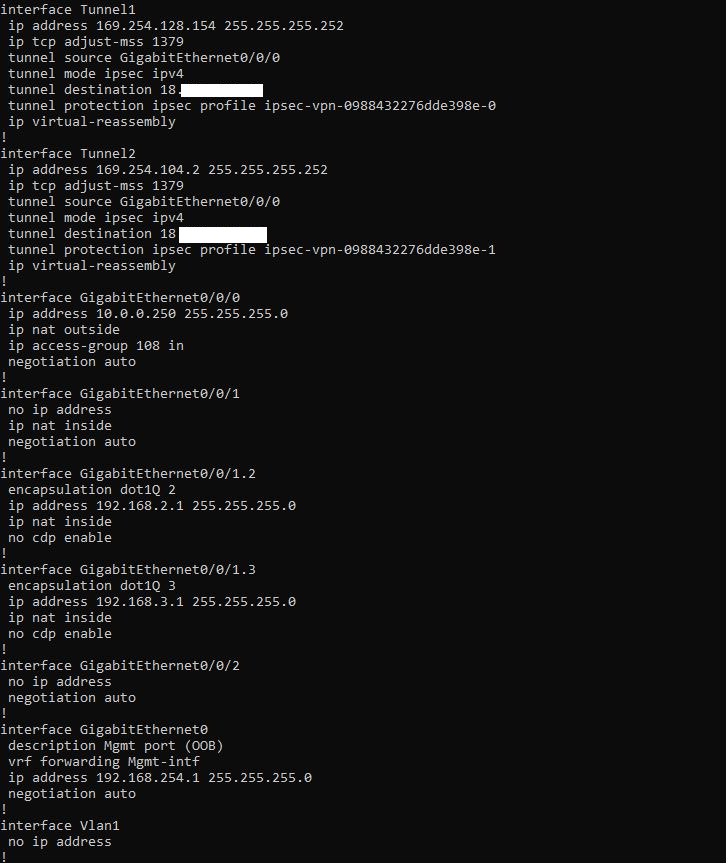 interface Tunnel1
 ip address 169.254.128.154 255.255.255.252
 ip tcp adjust-mss 1379
 tunnel source GigabitEthernet0/0/0
 tunnel mode ipsec ipv4
 tunnel destination 18.
 tunnel protection ipsec profile ipsec-vpn-0988432276dde398e-0
 ip virtual-reassembly
!
interface Tunnel2
 ip address 169.254.104.2 255.255.255.252
 ip tcp adjust-mss 1379
 tunnel source GigabitEthernet0/0/0
 tunnel mode ipsec ipv4
 tunnel destination 18
 tunnel protection ipsec profile ipsec-vpn-0988432276dde398e-1
 ip virtual-reassembly
!
interface GigabitEthernet0/0/0
 ip address 10.0.0.250 255.255.255.0
 ip nat outside
 ip access-group 108 in
 negotiation auto
!
interface GigabitEthernet0/0/1
 no ip address
 ip nat inside
 negotiation auto
!
interface GigabitEthernet0/0/1.2
 encapsulation dot1Q 2
 ip address 192.168.2.1 255.255.255.0
 ip nat inside
 no cdp enable
!
interface GigabitEthernet0/0/1.3
 encapsulation dot1Q 3
 ip address 192.168.3.1 255.255.255.0
 ip nat inside
 no cdp enable
!
interface GigabitEthernet0/0/2
 no ip address
 negotiation auto
!
interface GigabitEthernet0
 description Mgmt port (OOB)
 vrf forwarding Mgmt-intf
 ip address 192.168.254.1 255.255.255.0
 negotiation auto
!
interface Vlan1
 no ip address
!